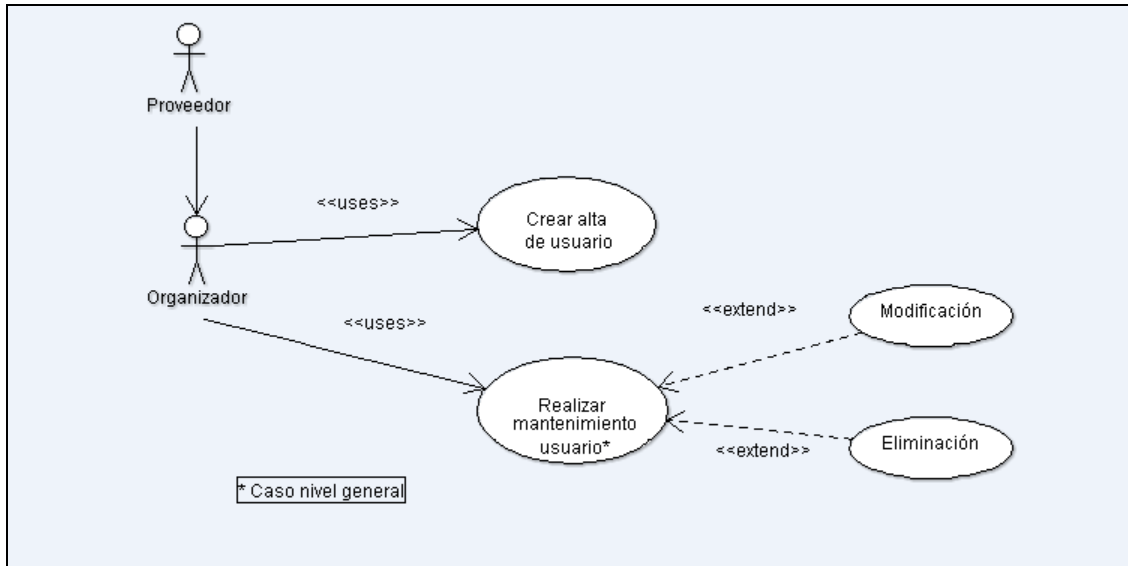 Proveedor
<<uses>>
Crear alta
de usuario
Organizador
<<uses>>
<<extend>>
Modificación
Realizar
mantenimiento
usuario*
<<extend>>
Eliminación
* Caso nivel general